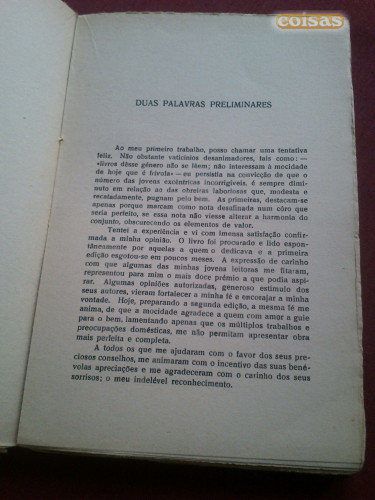 coisas
DUAS PALAVRAS PRELIMINARES
Ao meu primeiro trabalho, posso chamar uma tentativa
feliz. Não obstante vaticínios desanimadores, tais como: —
«livros dêsse género não se lêem; não interessam à mocidade
de hoje que é frívola» — eu persistia na convicção de que o
número das jovens excêntricas incorrigíveis, é sempre dimi-
nuto em relação ao das obreiras laboriosas que, modesta e
recatadamente, pugnam pelo bem. As primeiras, destacam-se
apenas porque marcam como nota desafinada num côro que
seria perfeito, se essa nota não viesse alterar a harmonia do
conjunto, obscurecendo os elementos de valor.
Tentei a experiência e vi com imensa satisfação confir-
mada a minha opinião. O livro foi procurado e lido espon-
tâneamente por aquelas a quem o dedicava e a primeira
edição esgotou-se em poucos meses. A expressão de carinho
com que algumas das minhas jovens leitoras me fitaram,
representou para mim o mais doce prémio a que podia aspi-
rar. Algumas opiniões autorizadas, generoso estímulo dos
seus autores, vieram fortalecer a minha fé e encorajar a minha
vontade. Hoje, preparando a segunda edição, a mesma fé me
anima, de que a mocidade agradece a quem com amor a guie
para o bem, lamentando apenas que os múltiplos trabalhos e
preocupações domésticas, me não permitam apresentar obra
mais perfeita e completa.
A todos os que me ajudaram com o favor dos seus pre-
ciosos conselhos, me animaram com o incentivo das suas bené-
volas apreciações e me agradeceram com o carinho dos seus
sorrisos; o meu indelével reconhecimento.